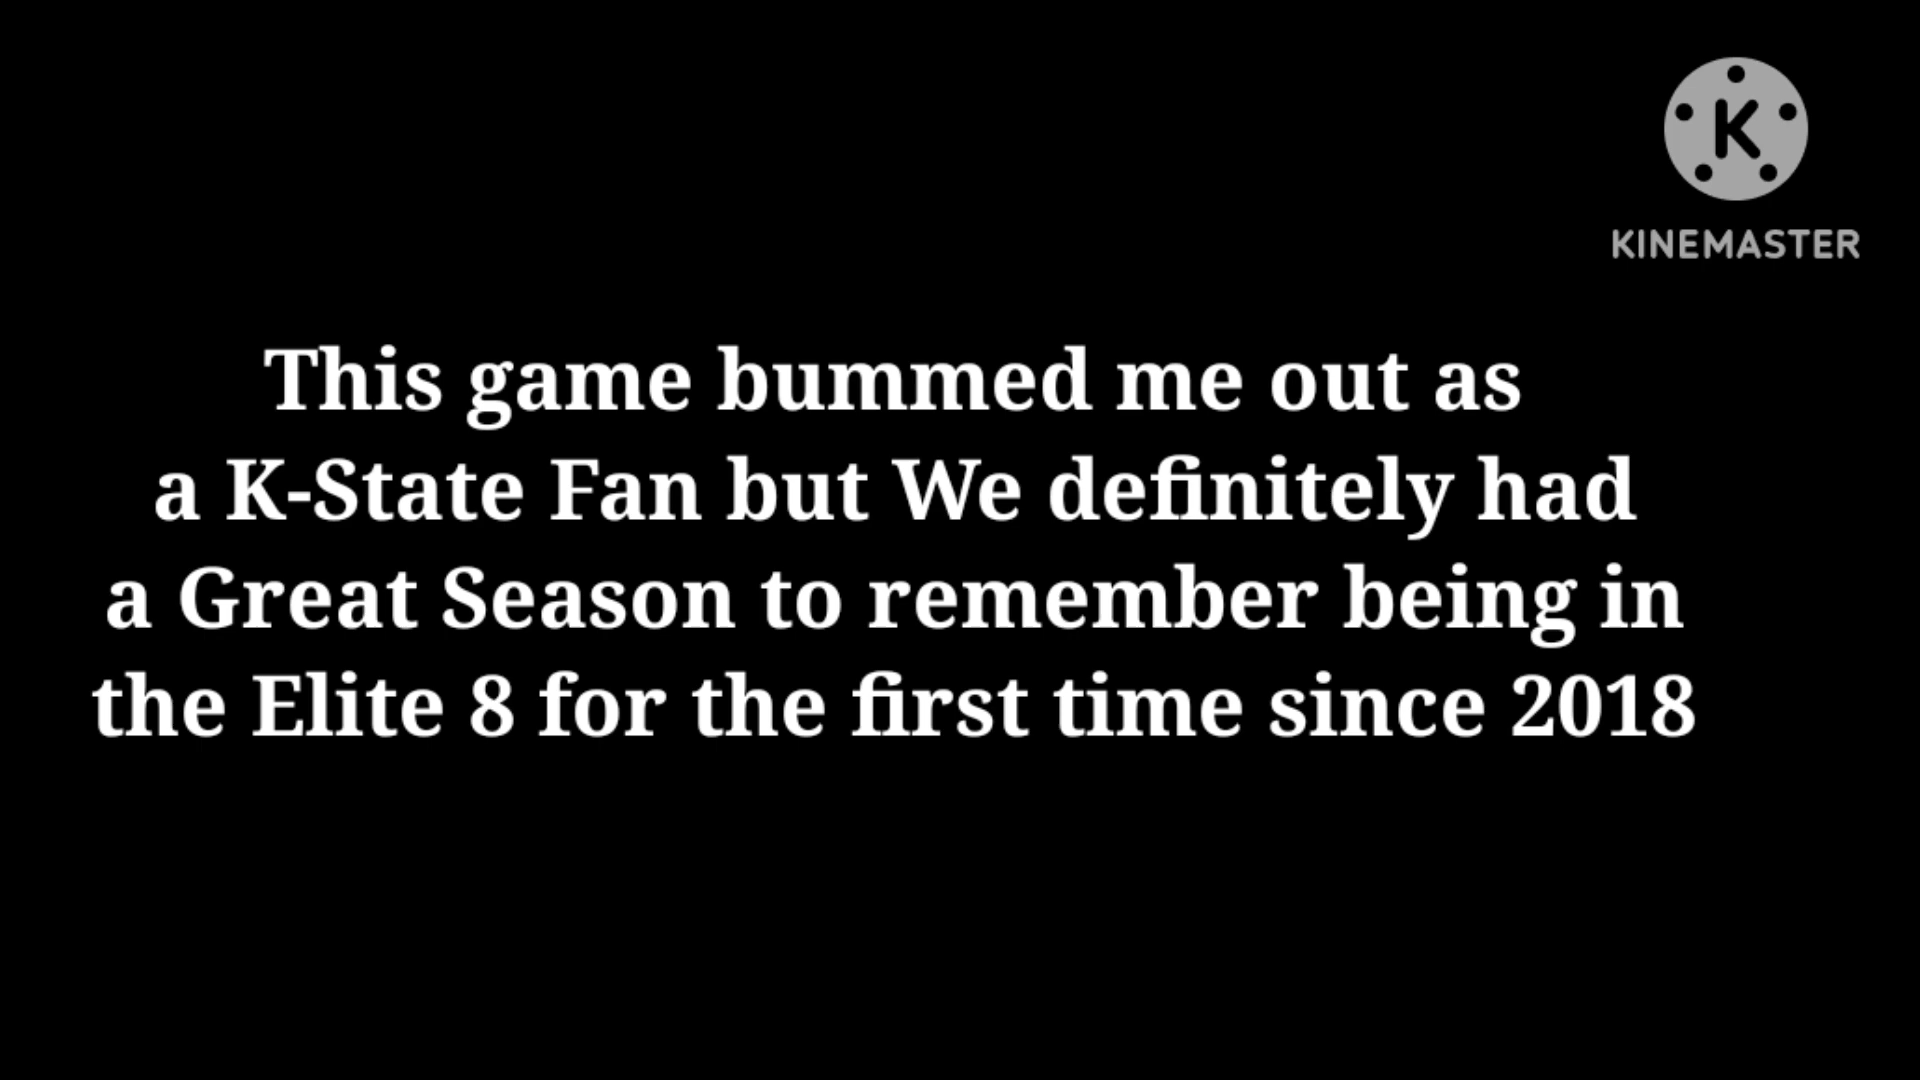 K
KINEMASTER
This game bummed me out as
a K-State Fan but We definitely had
a Great Season to remember being in
the Elite 8 for the first time since 2018